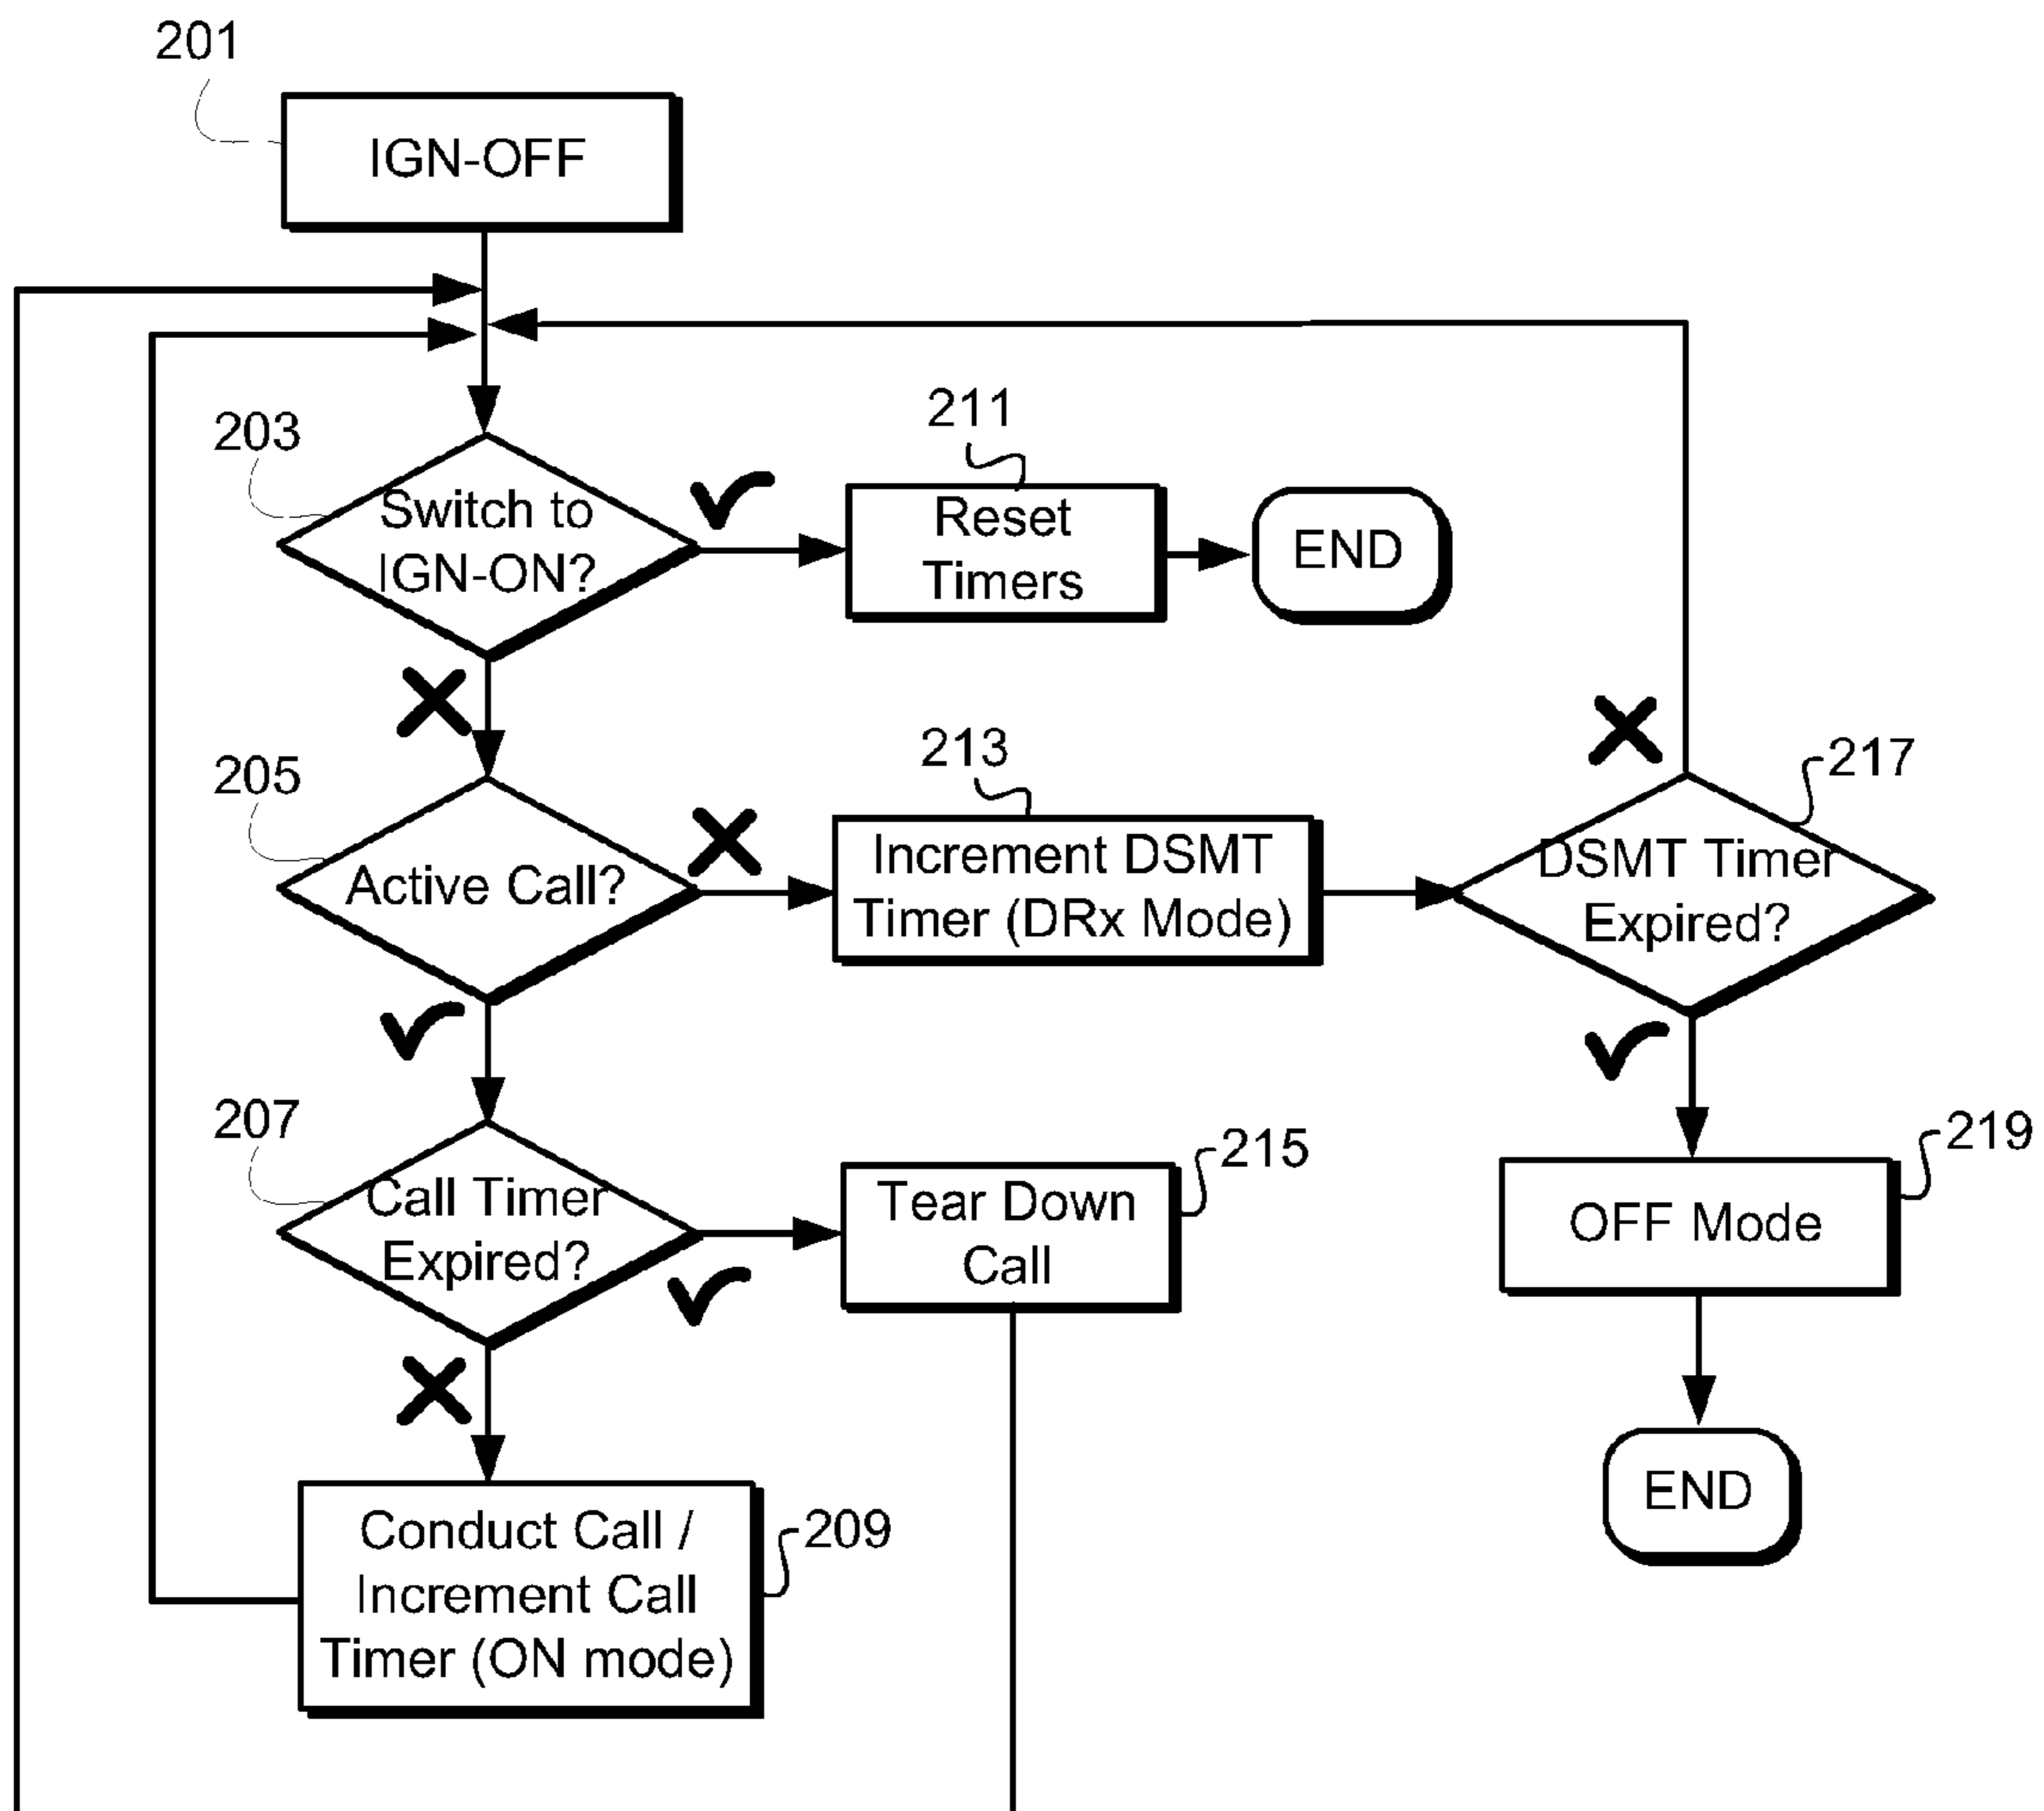 201
IGN-OFF
203
Switch to
IGN-ON?
211
Reset
Timers
END
205
Active Call?
213
Increment DSMT
Timer (DRx Mode)
217
DSMT Timer
Expired?
207
Call Timer
Expired?
215
Tear Down
Call
219
OFF Mode
209
Conduct Call /
Increment Call
Timer (ON mode)
END